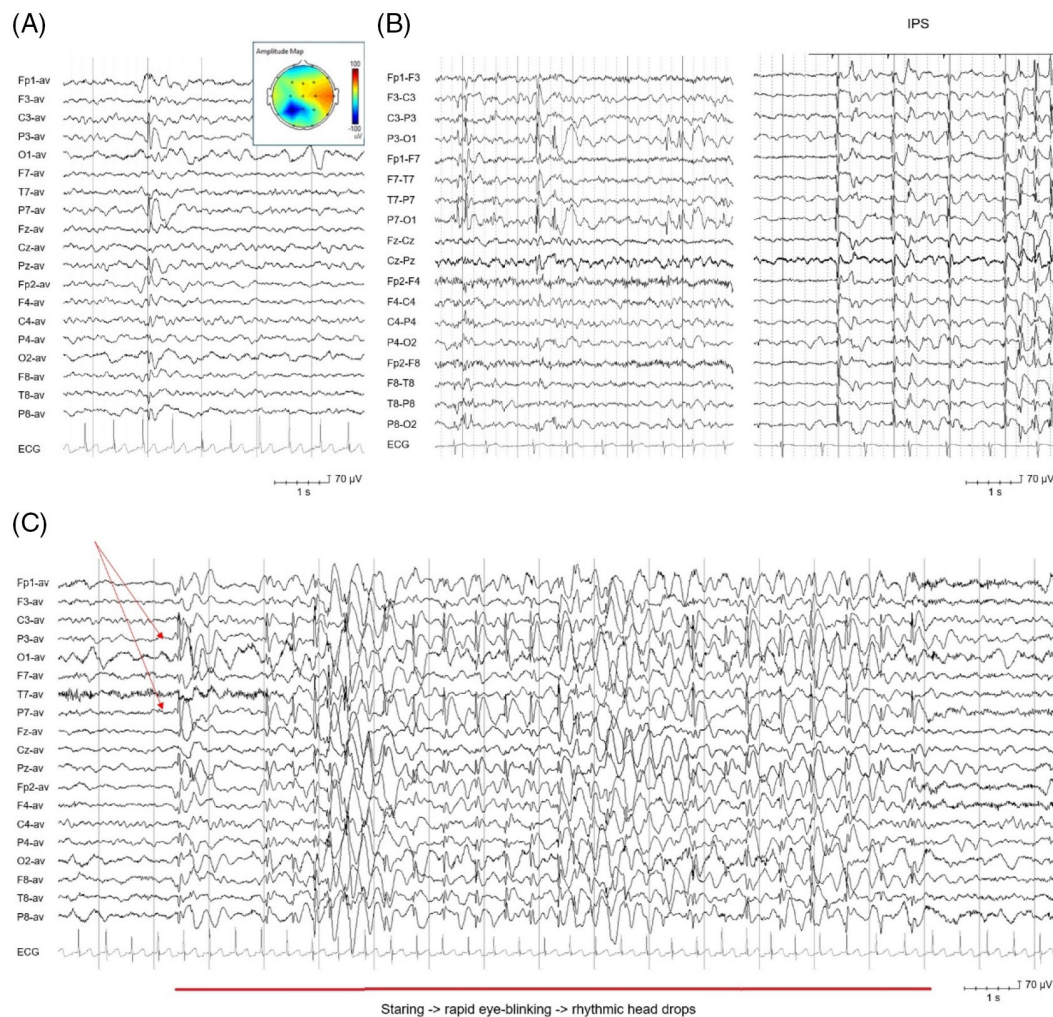 (A)
Amplitude Map
100
-100
uV
Fp1-av
F3-av
C3-av
P3-av
O1-av
F7-av
T7-av
P7-av
Fz-av
Cz-av
Pz-av
Fp2-av
F4-av
C4-av
P4-av
O2-av
F8-av
T8-av
P8-av
ECG
1 s
70 µV
(B)
IPS
Fp1-F3
F3-C3
C3-P3
P3-O1
Fp1-F7
F7-T7
T7-P7
P7-O1
Fz-Cz
Cz-Pz
Fp2-F4
F4-C4
C4-P4
P4-O2
Fp2-F8
F8-T8
T8-P8
P8-O2
ECG
1 s
70 µV
(C)
Fp1-av
F3-av
C3-av
P3-av
O1-av
F7-av
T7-av
P7-av
Fz-av
Cz-av
Pz-av
Fp2-av
F4-av
C4-av
P4-av
O2-av
F8-av
T8-av
P8-av
ECG
1 s
70 µV
Staring -> rapid eye-blinking -> rhythmic head drops